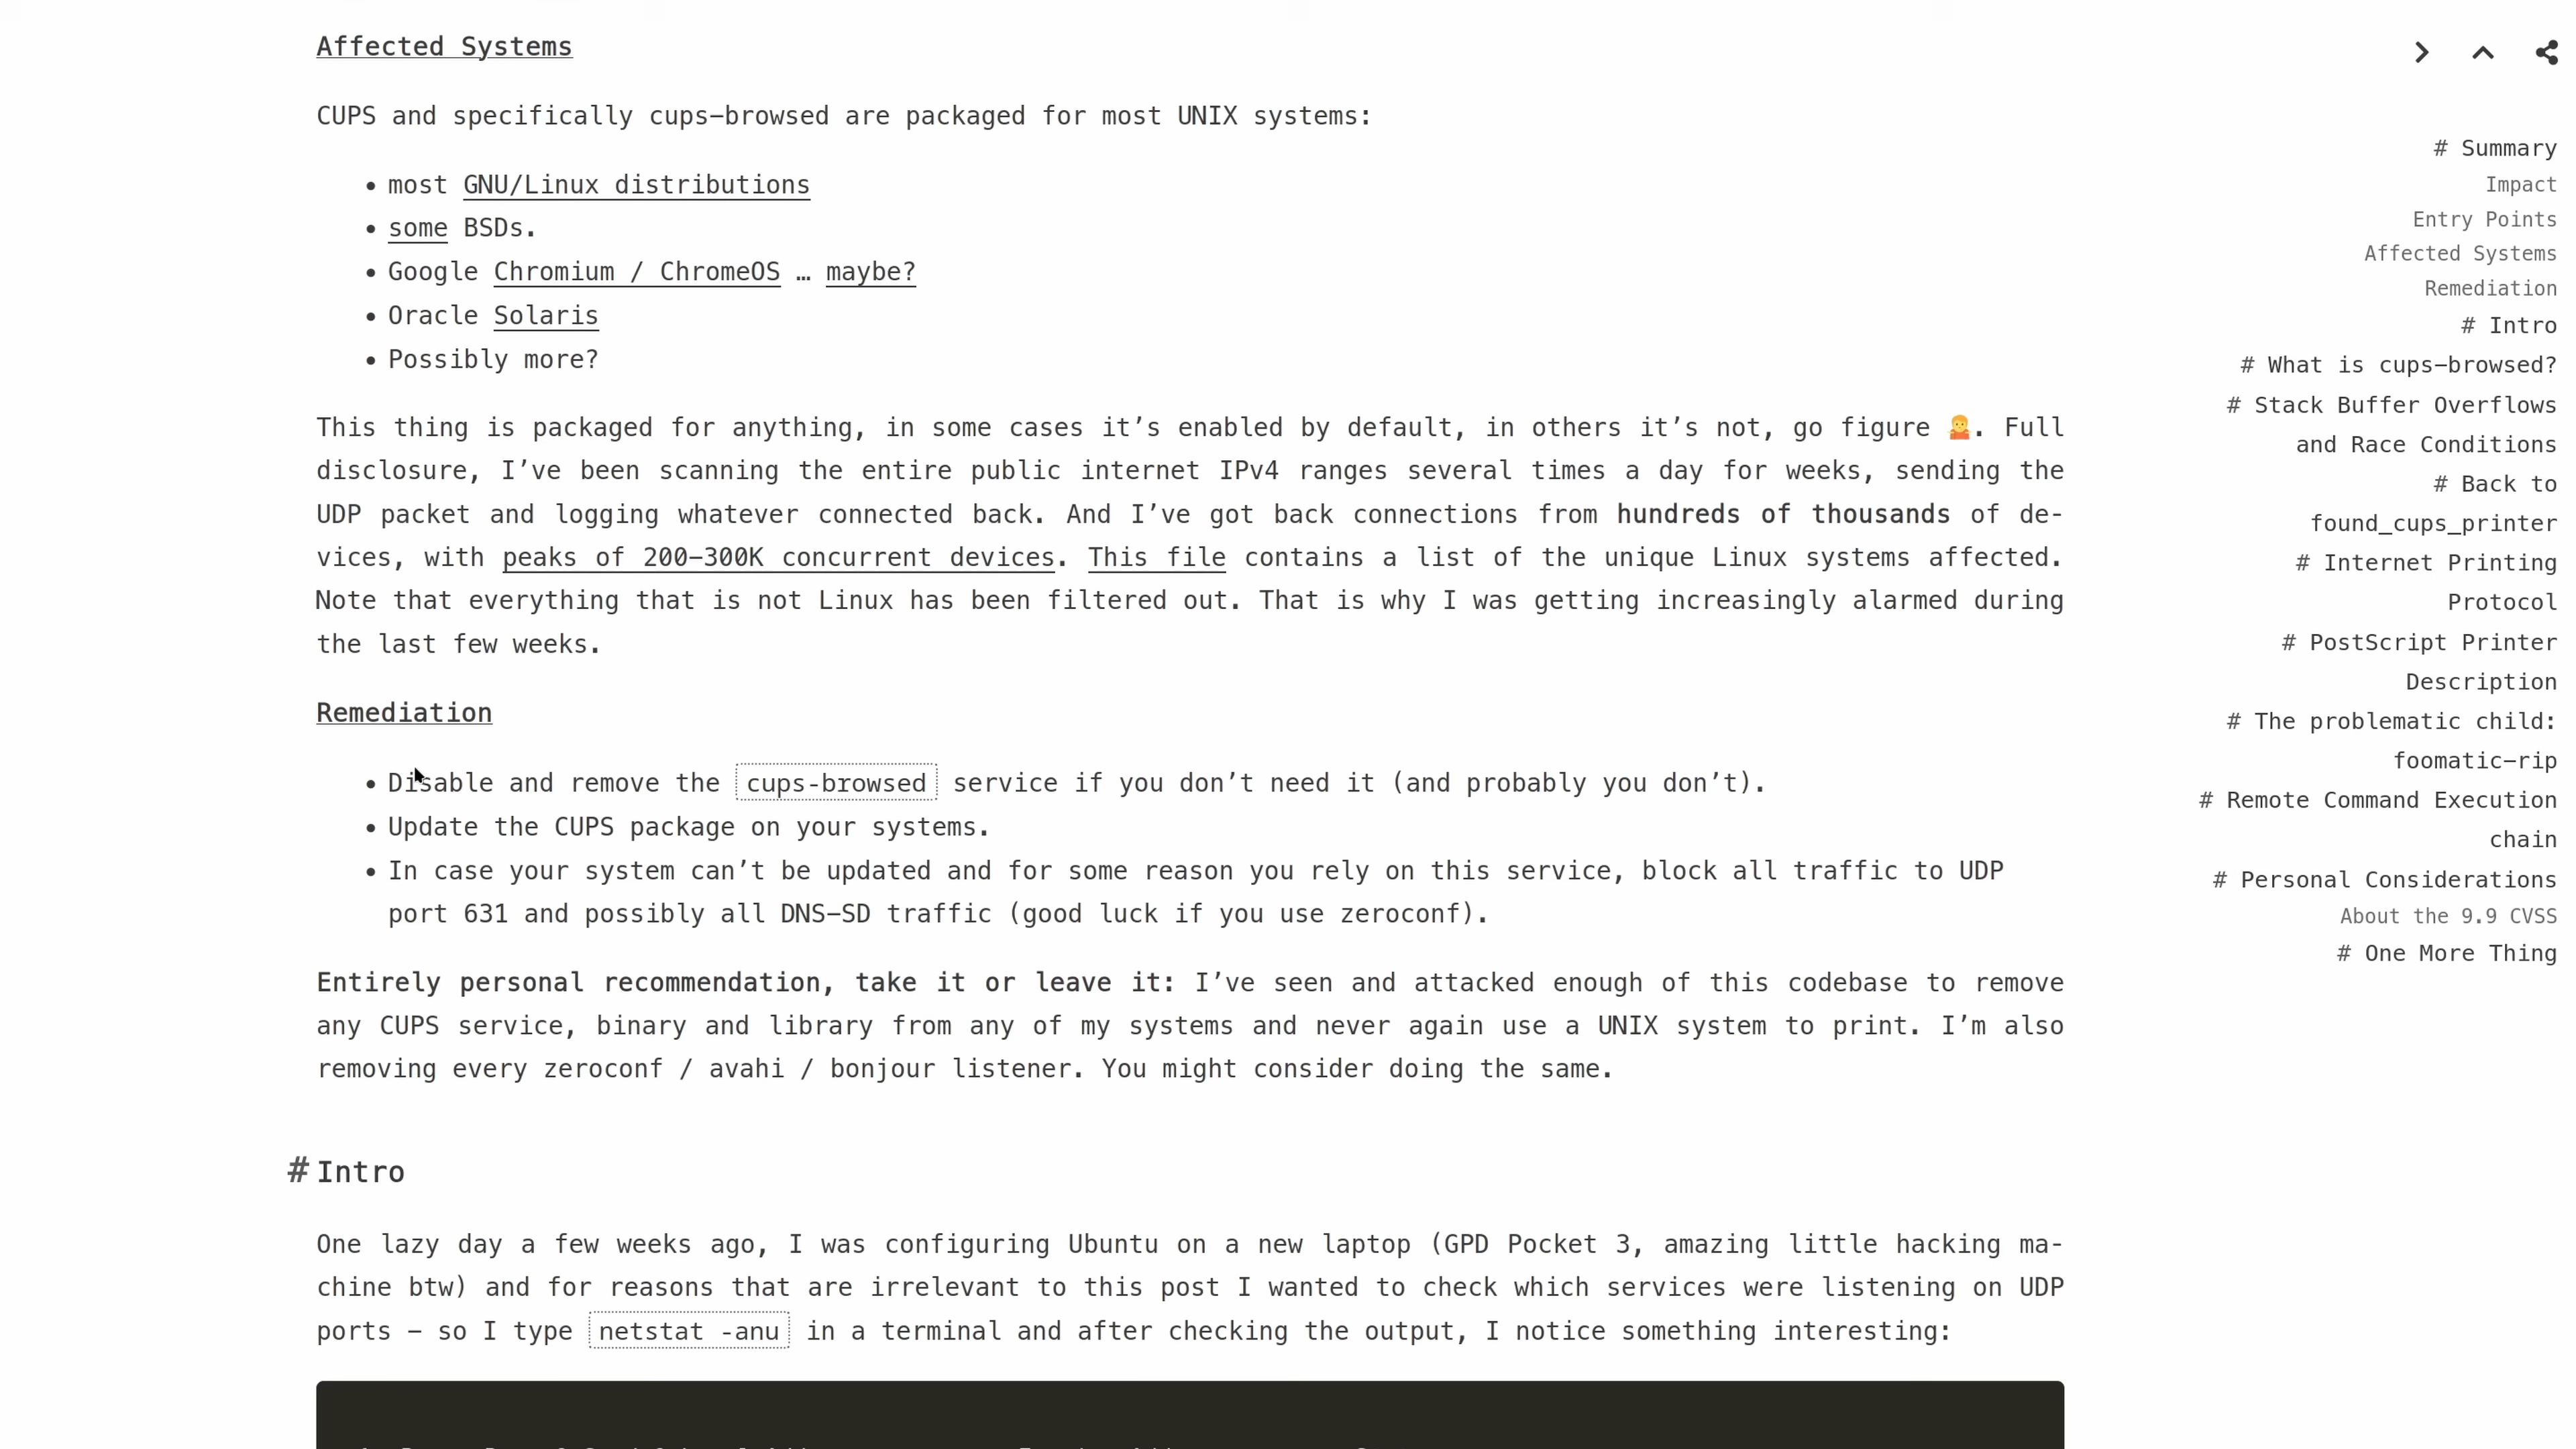 Affected Systems
CUPS and specifically cups-browsed are packaged for most UNIX systems:
• most GNU/Linux distributions
• some BSDs.
• Google Chromium / ChromeOS … maybe?
• Oracle Solaris
• Possibly more?
This thing is packaged for anything, in some cases it’s enabled by default, in others it’s not, go figure 🤷. Full
disclosure, I’ve been scanning the entire public internet IPv4 ranges several times a day for weeks, sending the
UDP packet and logging whatever connected back. And I’ve got back connections from hundreds of thousands of de-
vices, with peaks of 200-300K concurrent devices. This file contains a list of the unique Linux systems affected.
Note that everything that is not Linux has been filtered out. That is why I was getting increasingly alarmed during
the last few weeks.
Remediation
• Disable and remove the cups-browsed service if you don’t need it (and probably you don’t).
• Update the CUPS package on your systems.
• In case your system can’t be updated and for some reason you rely on this service, block all traffic to UDP
port 631 and possibly all DNS-SD traffic (good luck if you use zeroconf).
Entirely personal recommendation, take it or leave it: I’ve seen and attacked enough of this codebase to remove
any CUPS service, binary and library from any of my systems and never again use a UNIX system to print. I’m also
removing every zeroconf / avahi / bonjour listener. You might consider doing the same.
# Intro
One lazy day a few weeks ago, I was configuring Ubuntu on a new laptop (GPD Pocket 3, amazing little hacking ma-
chine btw) and for reasons that are irrelevant to this post I wanted to check which services were listening on UDP
ports - so I type netstat -anu in a terminal and after checking the output, I notice something interesting:
# Summary
Impact
Entry Points
Affected Systems
Remediation
# Intro
# What is cups-browsed?
# Stack Buffer Overflows
and Race Conditions
# Back to
found_cups_printer
# Internet Printing
Protocol
# PostScript Printer
Description
# The problematic child:
foomatic-rip
# Remote Command Execution
chain
# Personal Considerations
About the 9.9 CVSS
# One More Thing